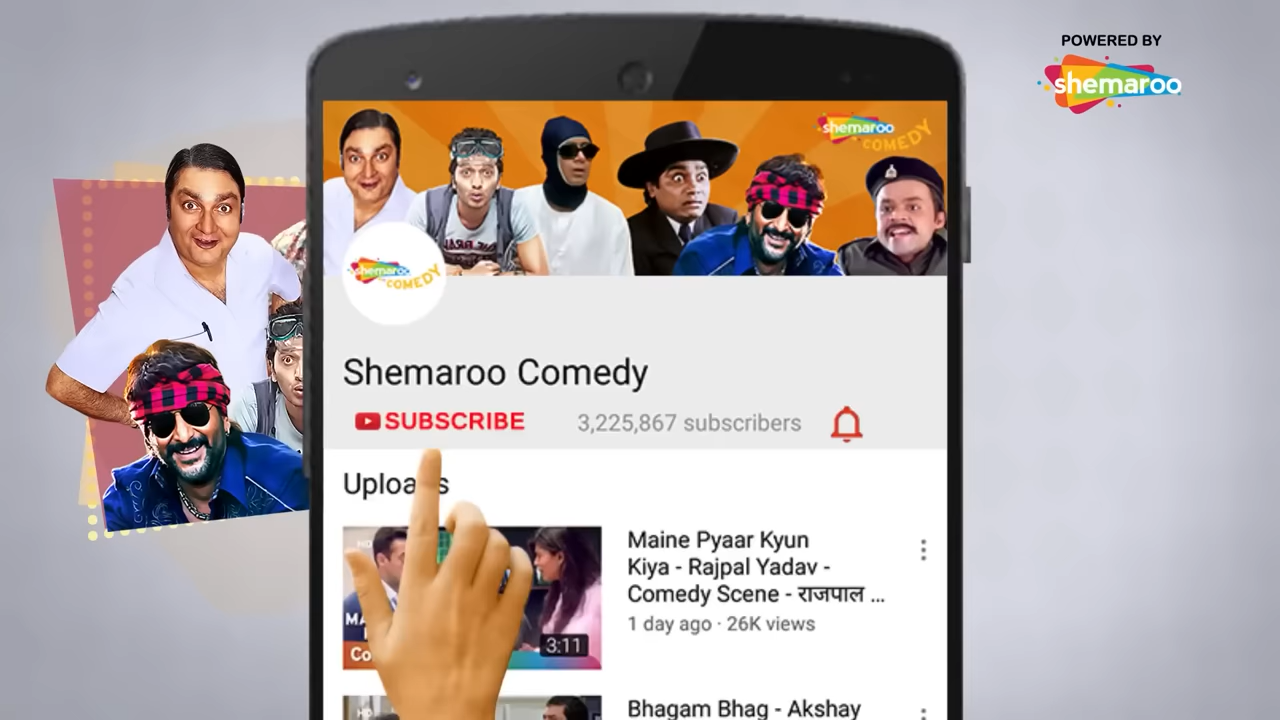 POWERED BY
shemaroo
shemaroo
COMEDY
shemaroo
COMEDY
Shemaroo Comedy
SUBSCRIBE
3,225,867 subscribers
Maine Pyaar Kyun
Kiya - Rajpal Yadav -
Comedy Scene - राजपाल ...
1 day ago · 26K views
3:11
Bhagam Bhag - Akshay